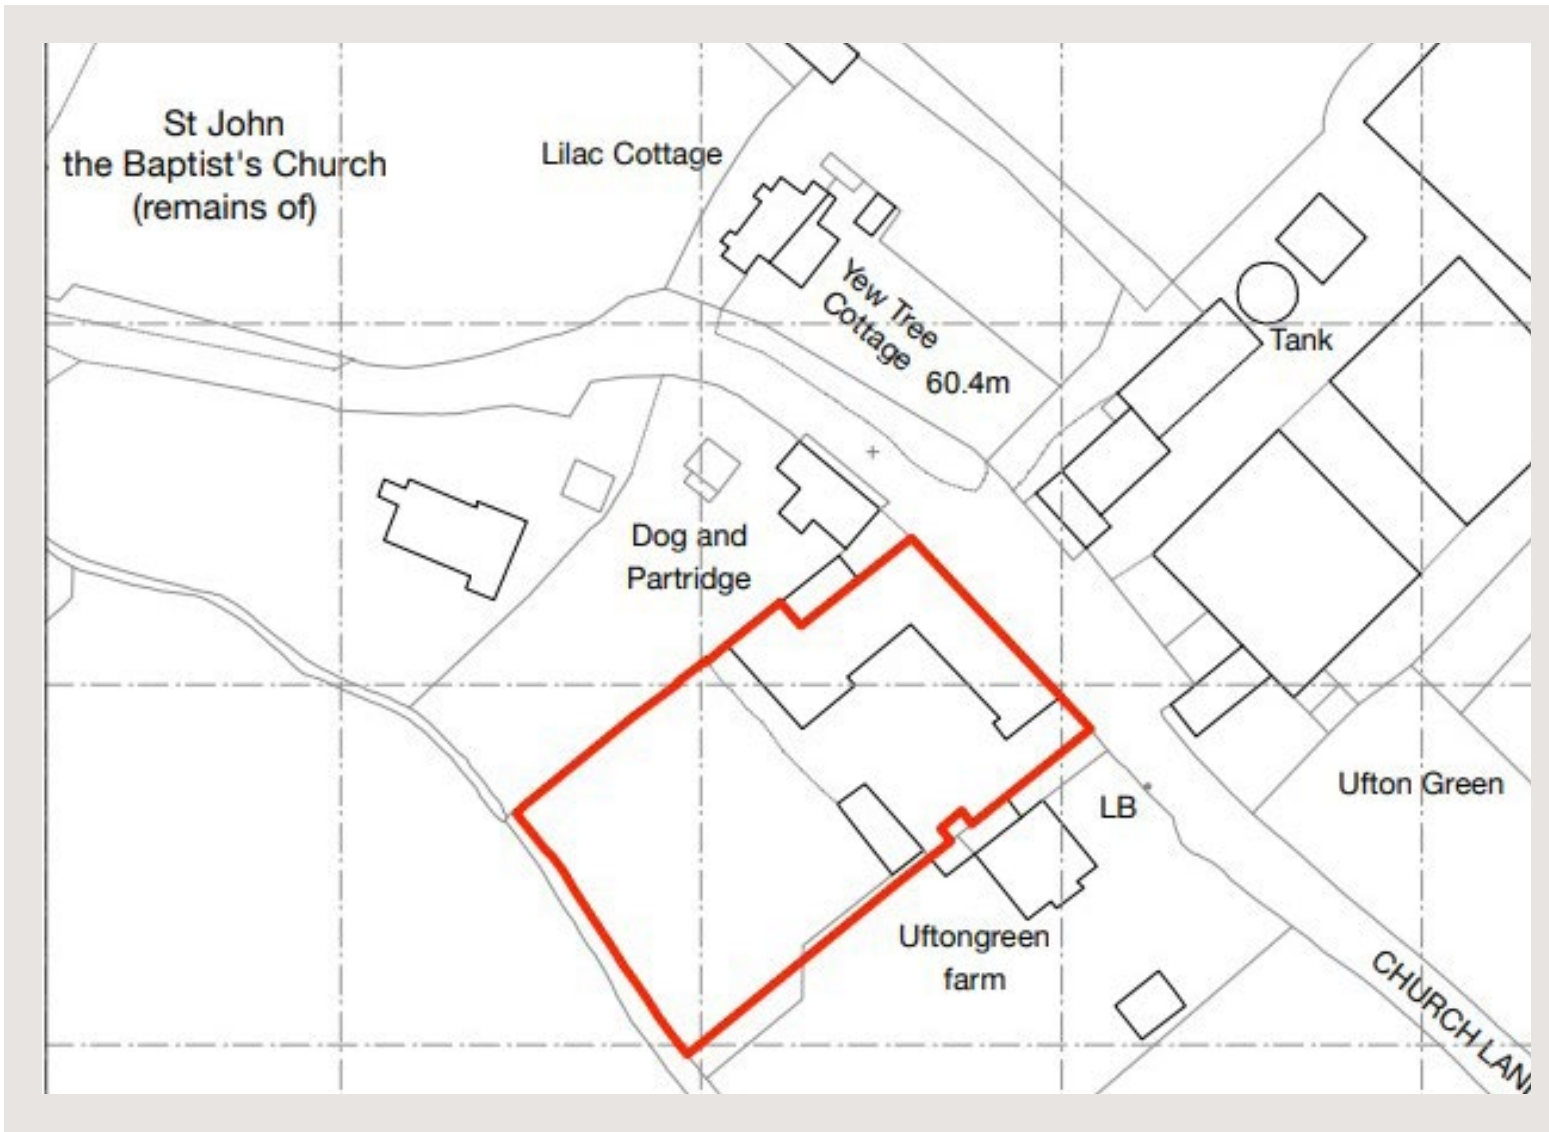 St John
the Baptist's Church
(remains of)
Lilac Cottage
Yew Tree
Cottage
60.4m
Tank
Dog and
Partridge
Ufton Green
LB
Uftongreen
farm
CHURCH LAN